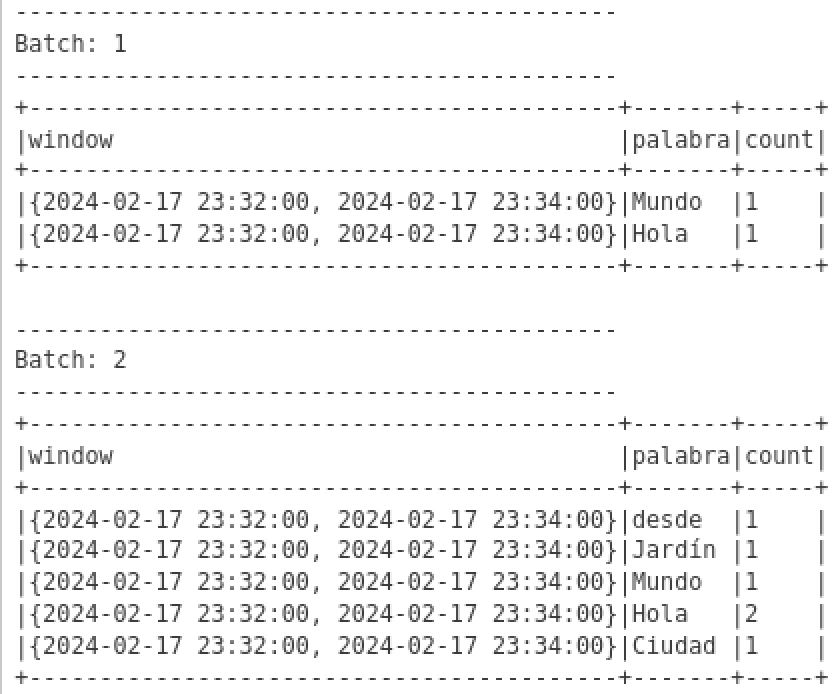 -------------------------------------------
Batch: 1
-------------------------------------------
+------------------------------------------+-------+-----+
|window                                    |palabra|count|
+------------------------------------------+-------+-----+
|{2024-02-17 23:32:00, 2024-02-17 23:34:00}|Mundo  |1    |
|{2024-02-17 23:32:00, 2024-02-17 23:34:00}|Hola   |1    |
+------------------------------------------+-------+-----+

-------------------------------------------
Batch: 2
-------------------------------------------
+------------------------------------------+-------+-----+
|window                                    |palabra|count|
+------------------------------------------+-------+-----+
|{2024-02-17 23:32:00, 2024-02-17 23:34:00}|desde  |1    |
|{2024-02-17 23:32:00, 2024-02-17 23:34:00}|Jardín |1    |
|{2024-02-17 23:32:00, 2024-02-17 23:34:00}|Mundo  |1    |
|{2024-02-17 23:32:00, 2024-02-17 23:34:00}|Hola   |2    |
|{2024-02-17 23:32:00, 2024-02-17 23:34:00}|Ciudad |1    |
+------------------------------------------+-------+-----+